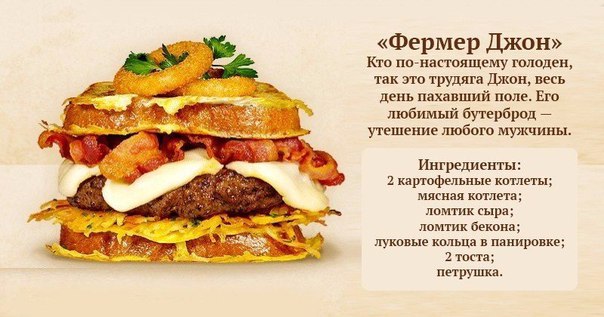 «Фермер Джон»
Кто по-настоящему голоден,
так это трудяга Джон, весь
день пахавший поле. Его
любимый бутерброд —
утешение любого мужчины.
Ингредиенты:
2 картофельные котлеты;
мясная котлета;
ломтик сыра;
ломтик бекона;
луковые кольца в панировке;
2 тоста;
петрушка.